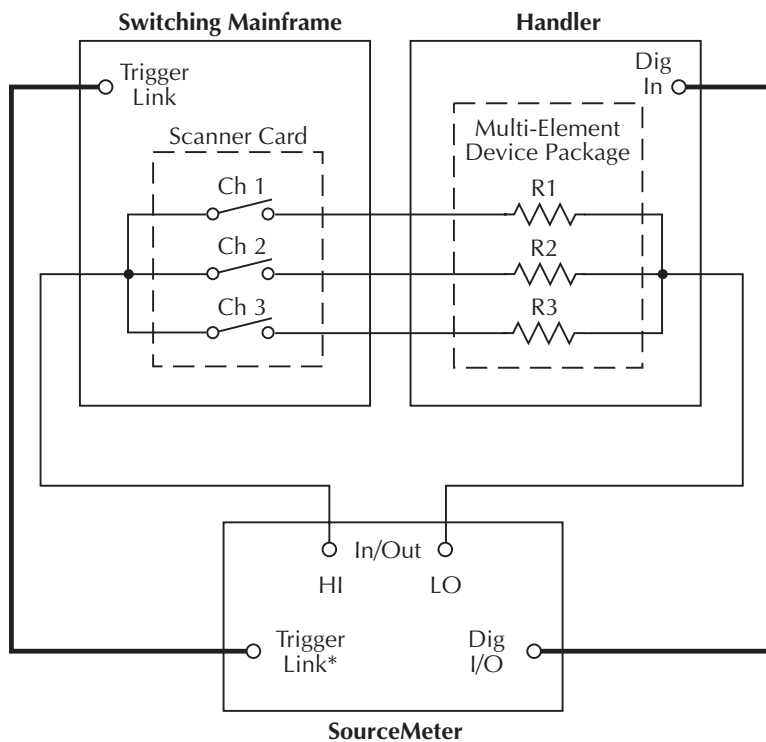 Switching Mainframe
Handler
Trigger
Link
Dig
In
Scanner Card
Multi-Element
Device Package
Ch 1
R1
Ch 2
R2
Ch 3
R3
In/Out
HI
LO
Trigger
Link*
Dig
I/O
SourceMeter